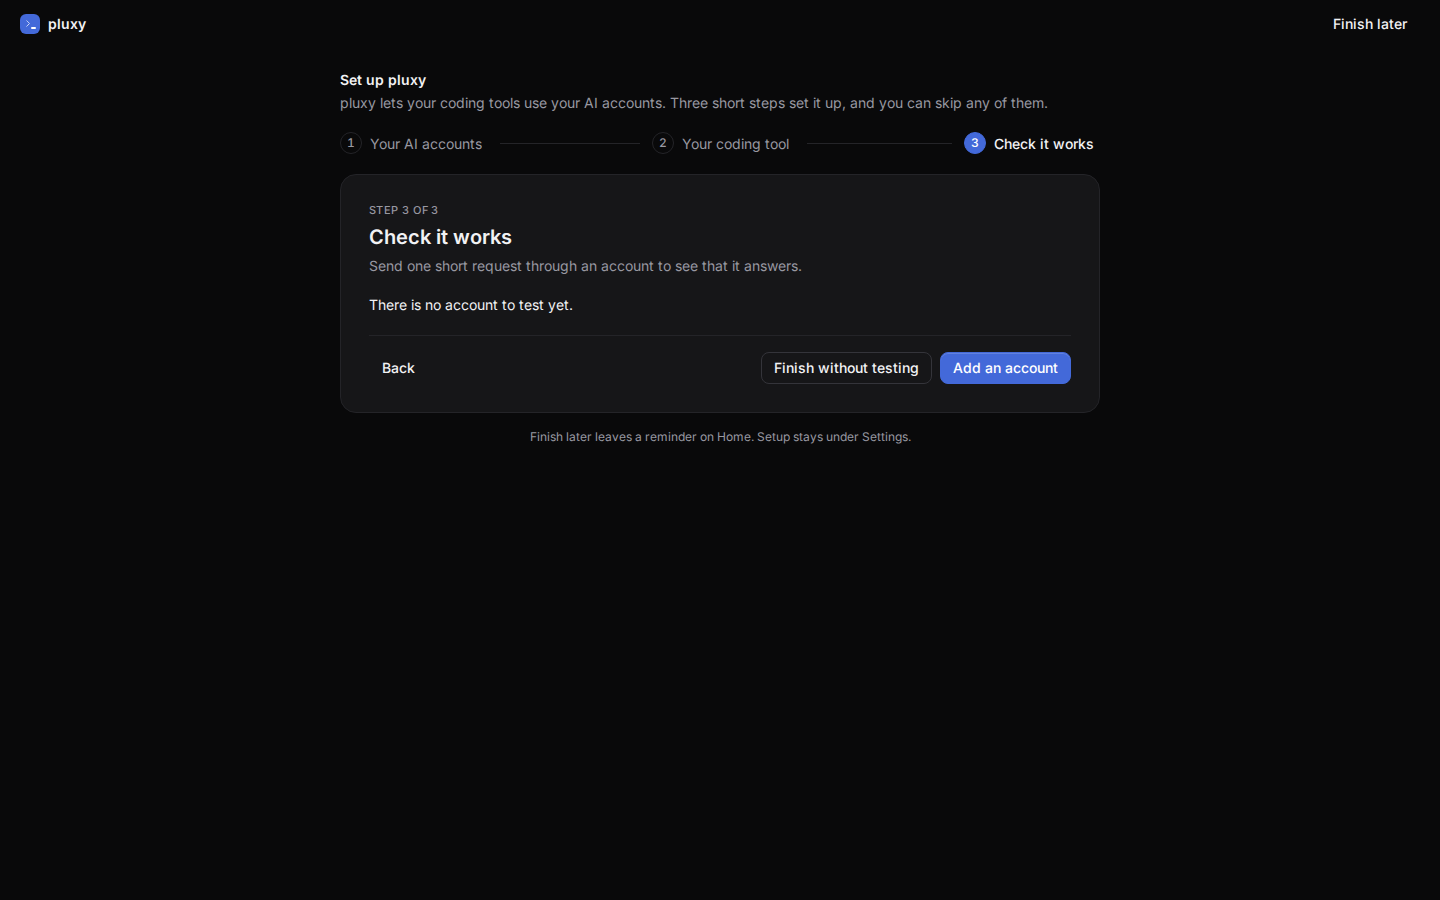 pluxy
Finish later
Set up pluxy
pluxy lets your coding tools use your AI accounts. Three short steps set it up, and you can skip any of them.
1 Your AI accounts
2 Your coding tool
3 Check it works
STEP 3 OF 3
Check it works
Send one short request through an account to see that it answers.
There is no account to test yet.
Back
Finish without testing
Add an account
Finish later leaves a reminder on Home. Setup stays under Settings.